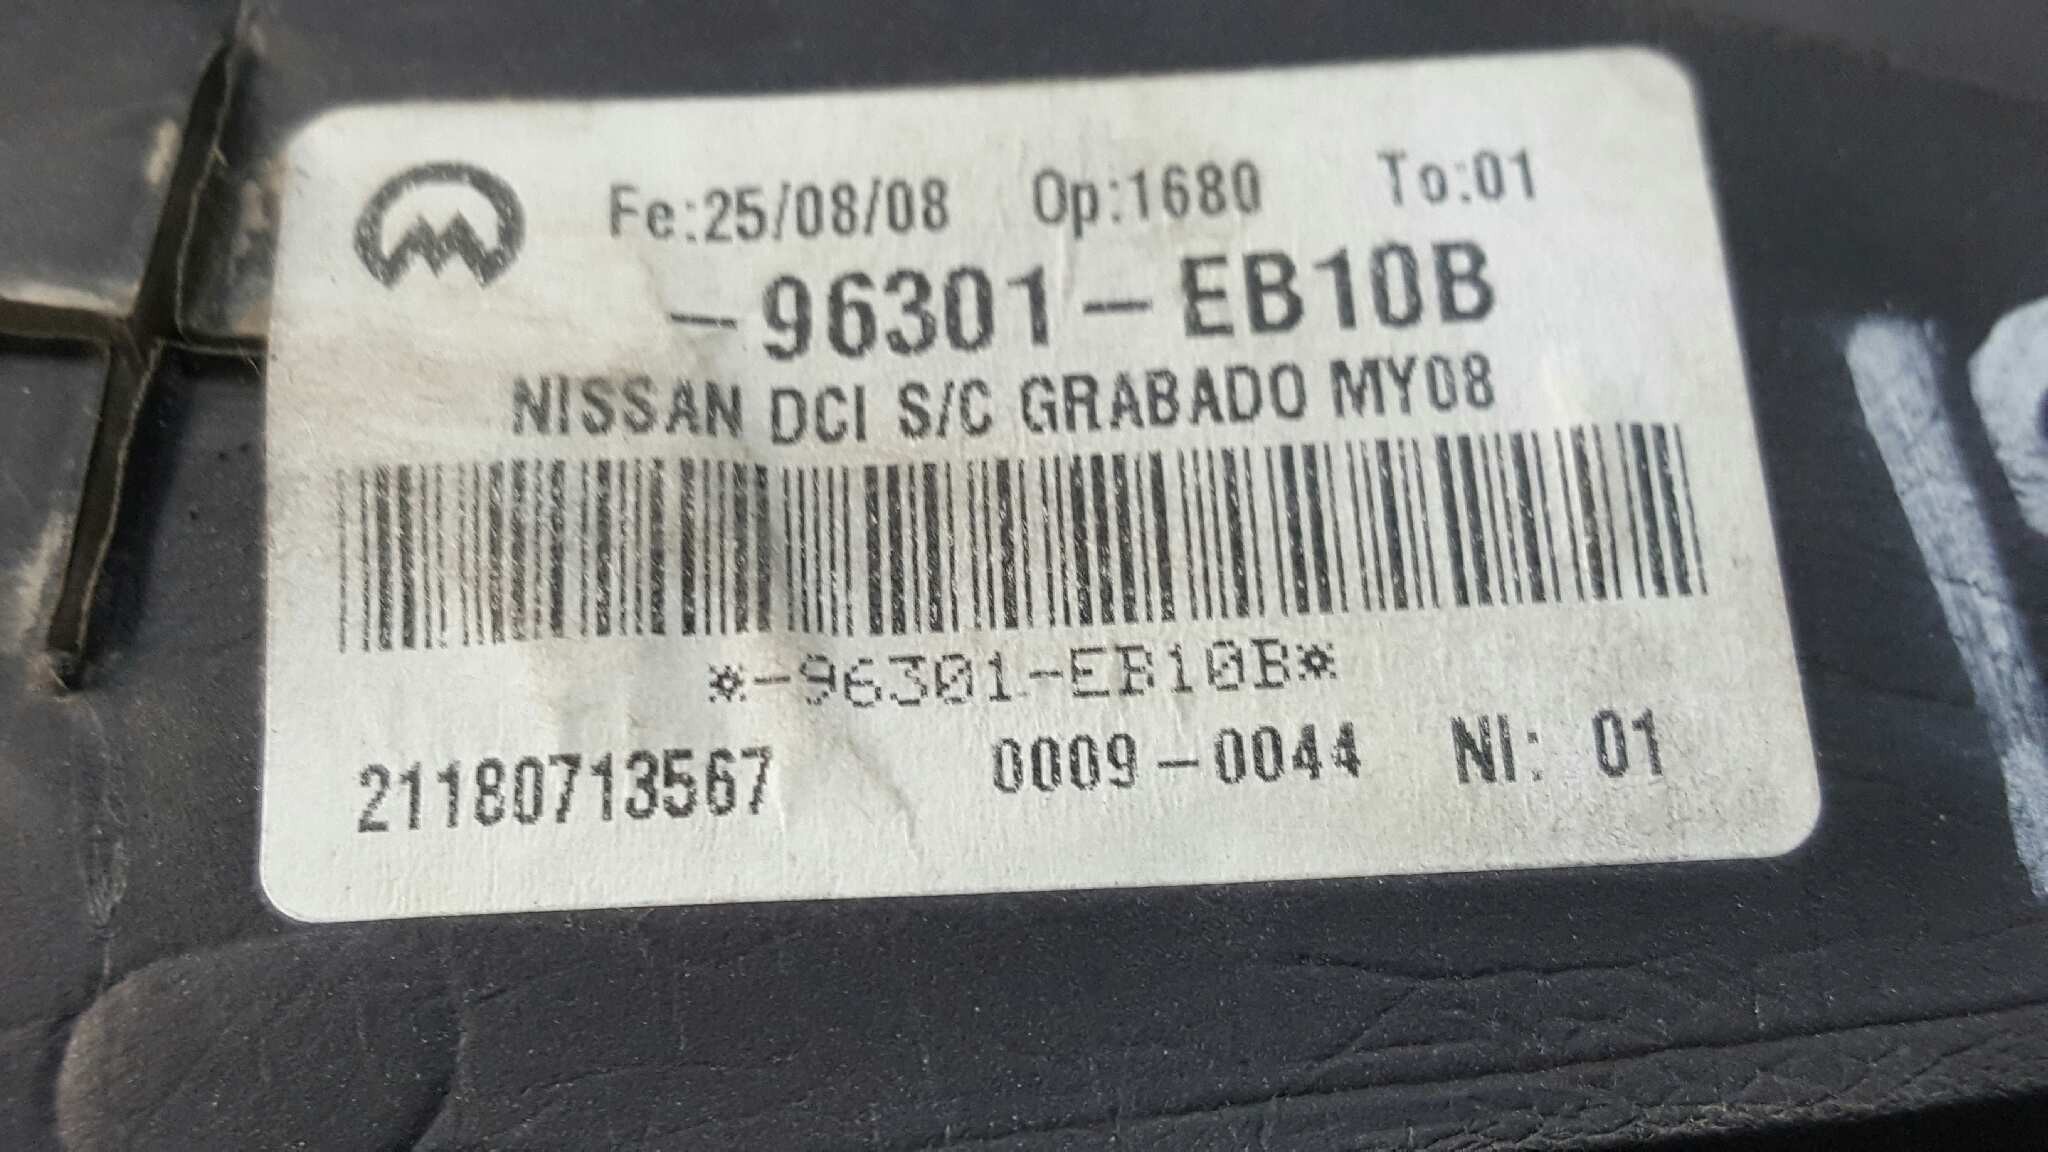 Fe:25/08/08 Op:1680 To:01
-96301-EB10B
NISSAN DCI S/C GRABADO MY08
*-96301-EB10B*
21180713567 0009-0044 NI: 01